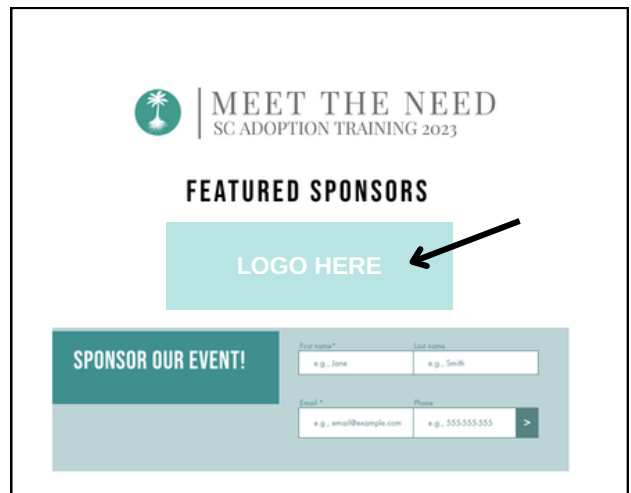 MEET THE NEED
SC ADOPTION TRAINING 2023
FEATURED SPONSORS
LOGO HERE
SPONSOR OUR EVENT!
First name* Last name
e.g., Jane e.g., Smith
Email * Phone
e.g., email@example.com e.g., 555-555-555 >